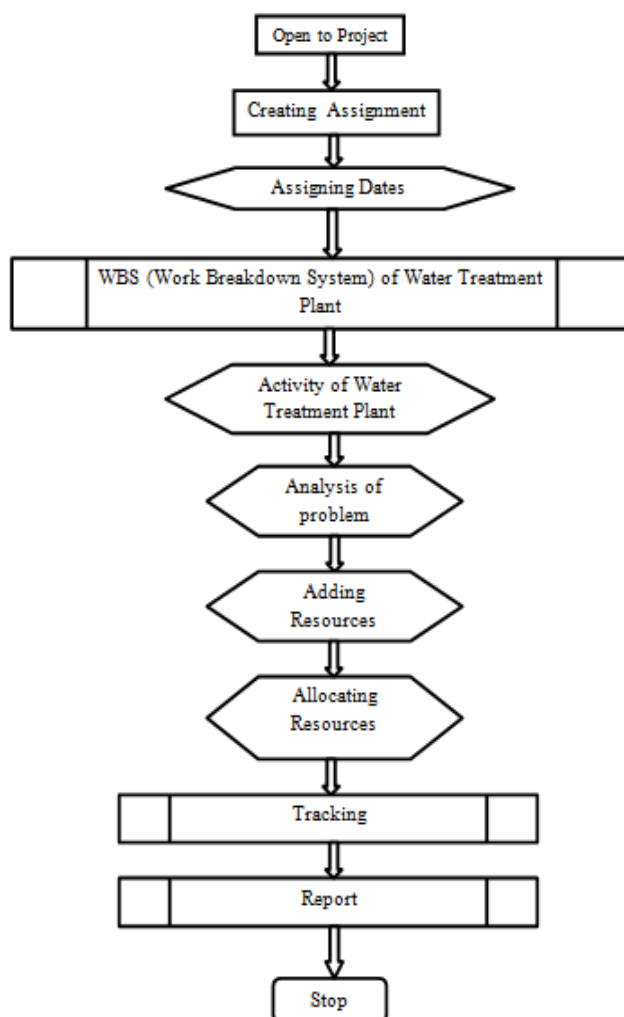 Open to Project
Creating Assignment
Assigning Dates
WBS (Work Breakdown System) of Water Treatment
Plant
Activity of Water
Treatment Plant
Analysis of
problem
Adding
Resources
Allocating
Resources
Tracking
Report
Stop